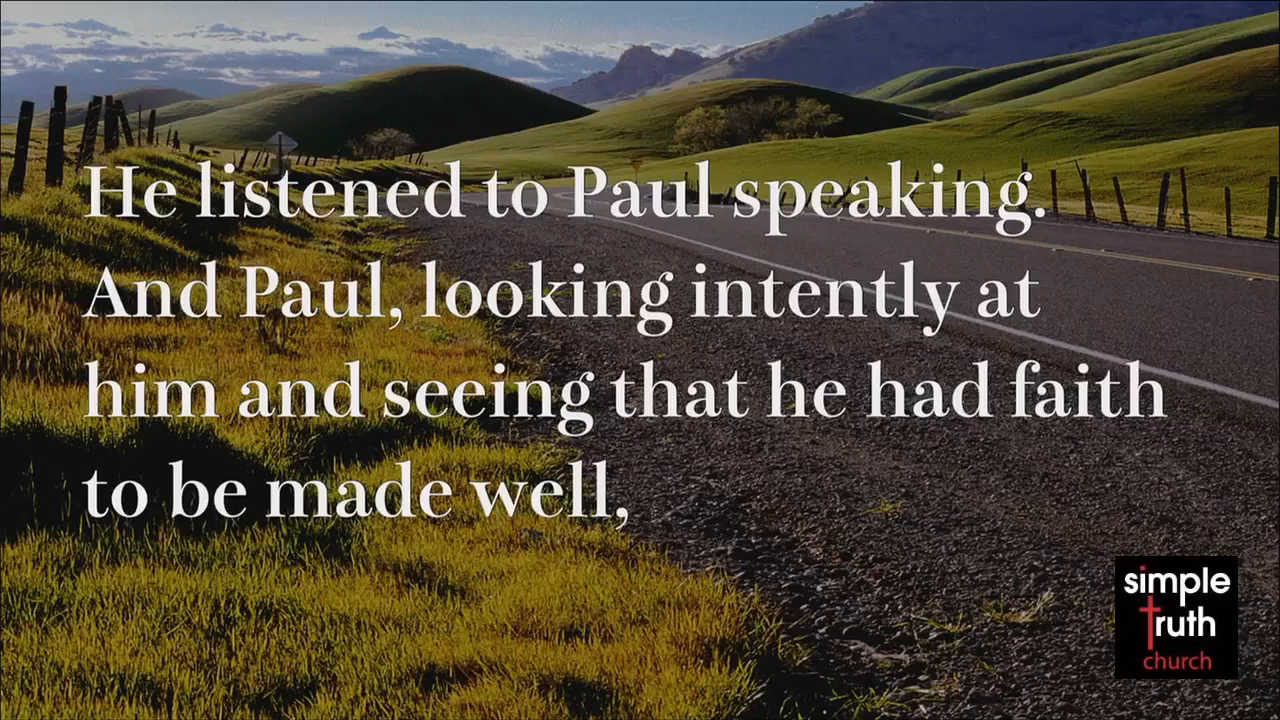 He listened to Paul speaking.
And Paul, looking intently at
him and seeing that he had faith
to be made well,
simple
truth
church